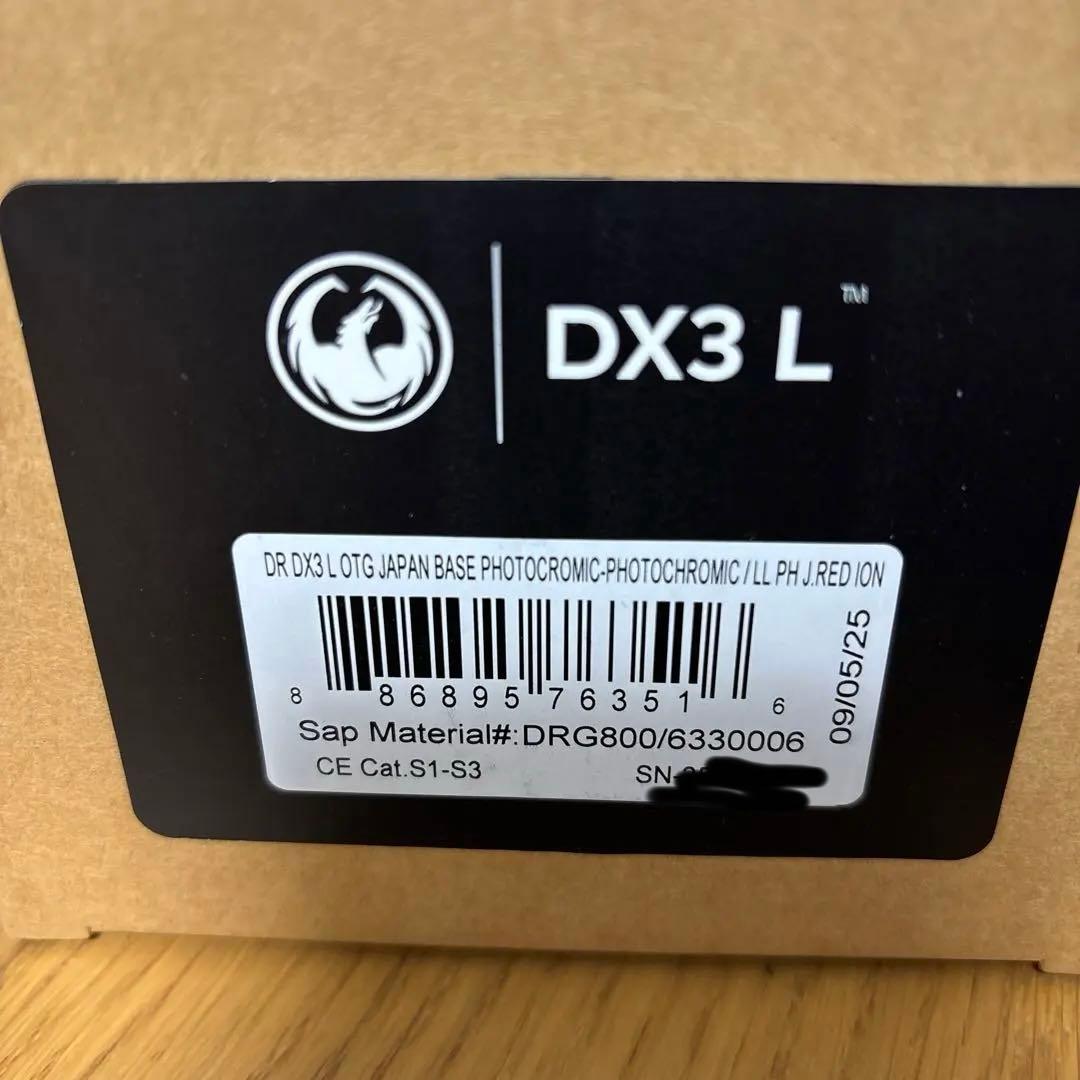 DX3 L™
DR DX3 L OTG JAPAN BASE PHOTOCROMIC-PHOTOCHROMIC / LL PH J.RED ION
8 86895 76351 6
09/05/25
Sap Material#:DRG800/6330006
CE Cat.S1-S3
SN-